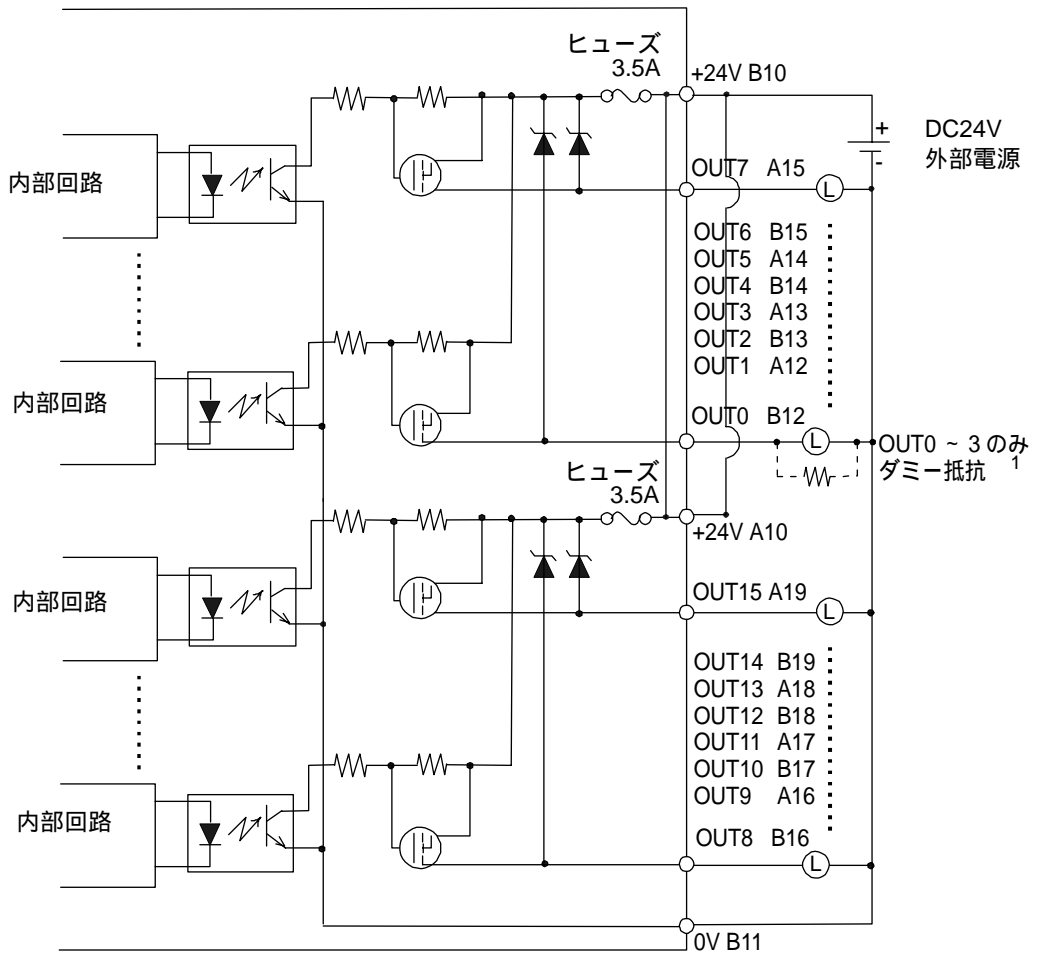 ヒューズ
3.5A
+24V B10
+
-
DC24V
外部電源
内部回路
OUT7 A15
L
OUT6 B15
OUT5 A14
OUT4 B14
OUT3 A13
OUT2 B13
OUT1 A12
内部回路
OUT0 B12
L
OUT0 ~ 3 のみ
ダミー抵抗 1
ヒューズ
3.5A
+24V A10
内部回路
OUT15 A19
L
OUT14 B19
OUT13 A18
OUT12 B18
OUT11 A17
OUT10 B17
OUT9 A16
内部回路
OUT8 B16
L
0V B11